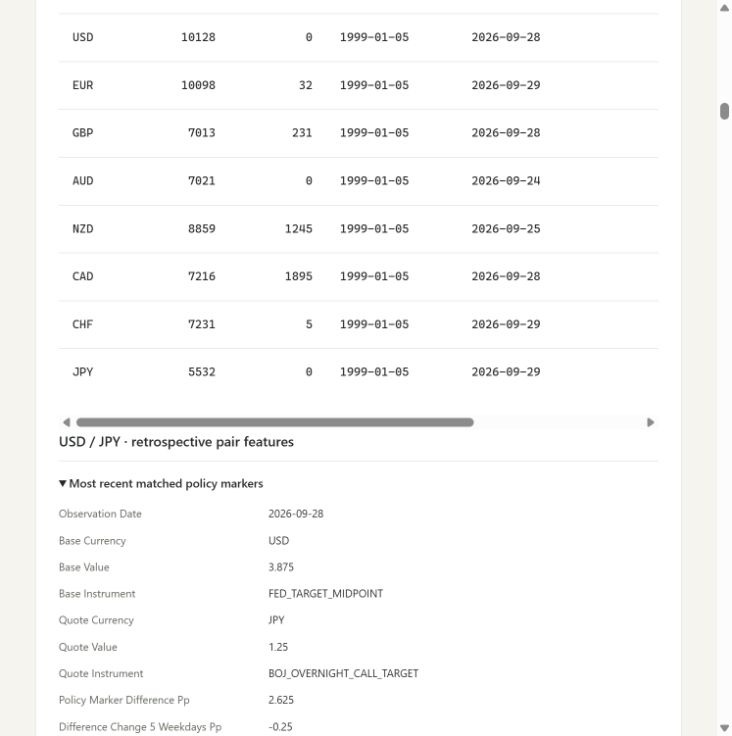 USD 10128 0 1999-01-05 2026-09-28
EUR 10098 32 1999-01-05 2026-09-29
GBP 7013 231 1999-01-05 2026-09-28
AUD 7021 0 1999-01-05 2026-09-24
NZD 8859 1245 1999-01-05 2026-09-25
CAD 7216 1895 1999-01-05 2026-09-28
CHF 7231 5 1999-01-05 2026-09-29
JPY 5532 0 1999-01-05 2026-09-29
USD / JPY · retrospective pair features
▼ Most recent matched policy markers
Observation Date 2026-09-28
Base Currency USD
Base Value 3.875
Base Instrument FED_TARGET_MIDPOINT
Quote Currency JPY
Quote Value 1.25
Quote Instrument BOJ_OVERNIGHT_CALL_TARGET
Policy Marker Difference Pp 2.625
Difference Change 5 Weekdays Pp -0.25